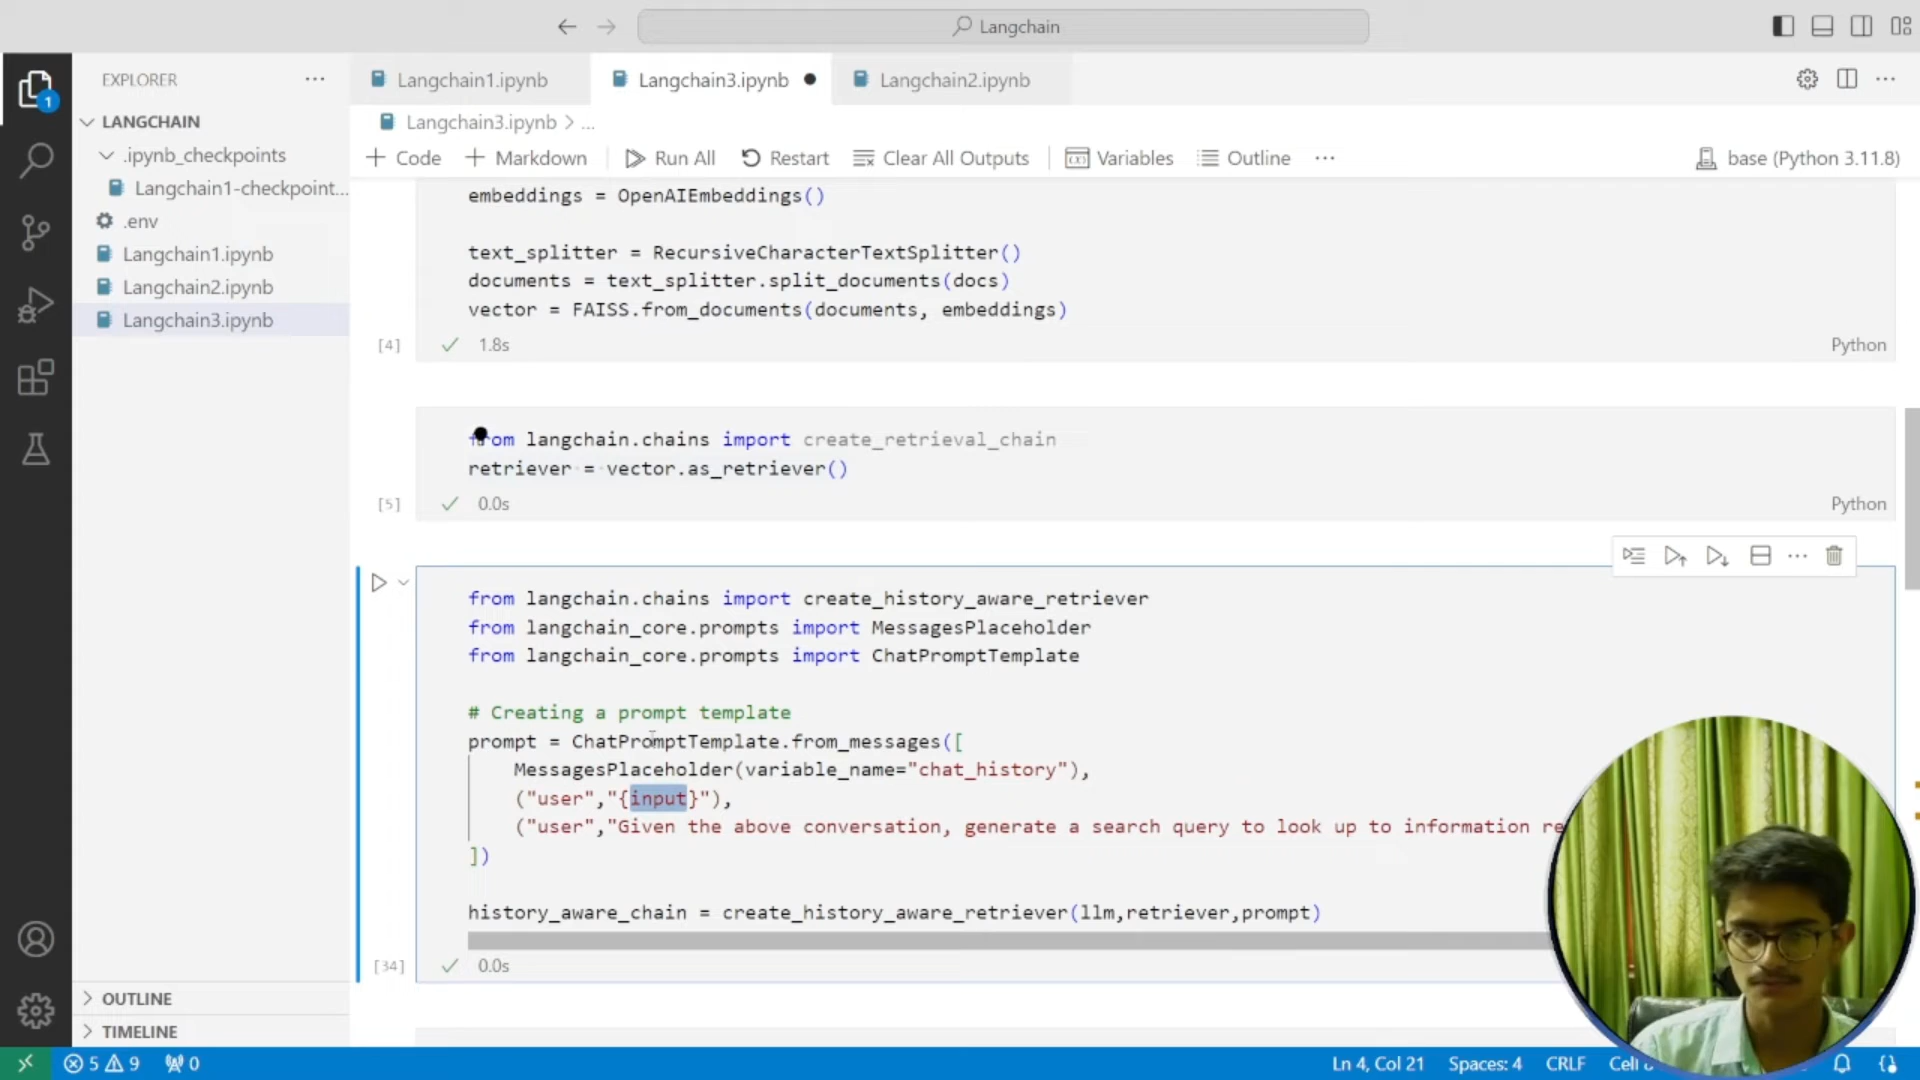 Langchain
EXPLORER
Langchain1.ipynb
Langchain3.ipynb
Langchain2.ipynb
LANGCHAIN
.ipynb_checkpoints
Langchain1-checkpoint...
.env
Langchain1.ipynb
Langchain2.ipynb
Langchain3.ipynb
OUTLINE
TIMELINE
1
Langchain3.ipynb > ...
+ Code + Markdown Run All Restart Clear All Outputs Variables Outline ... base (Python 3.11.8)
embeddings = OpenAIEmbeddings()
text_splitter = RecursiveCharacterTextSplitter()
documents = text_splitter.split_documents(docs)
vector = FAISS.from_documents(documents, embeddings)
[4] 1.8s Python
from langchain.chains import create_retrieval_chain
retriever = vector.as_retriever()
[5] 0.0s Python
from langchain.chains import create_history_aware_retriever
from langchain_core.prompts import MessagesPlaceholder
from langchain_core.prompts import ChatPromptTemplate
# Creating a prompt template
prompt = ChatPromptTemplate.from_messages([
MessagesPlaceholder(variable_name="chat_history"),
("user","{input}"),
("user","Given the above conversation, generate a search query to look up to information re
])
history_aware_chain = create_history_aware_retriever(llm,retriever,prompt)
[34] 0.0s
5 9 0 Ln 4, Col 21 Spaces: 4 CRLF Cell